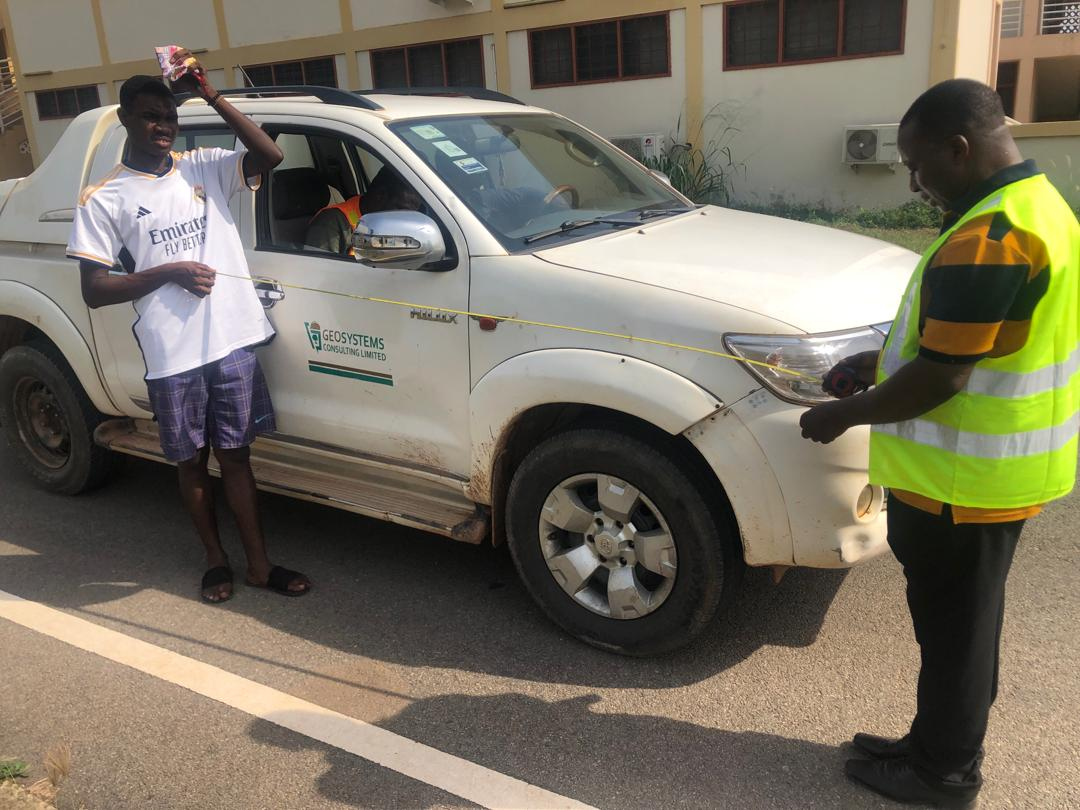 Emirates
FLY BETTER
HILUX
GEOSYSTEMS
CONSULTING LIMITED